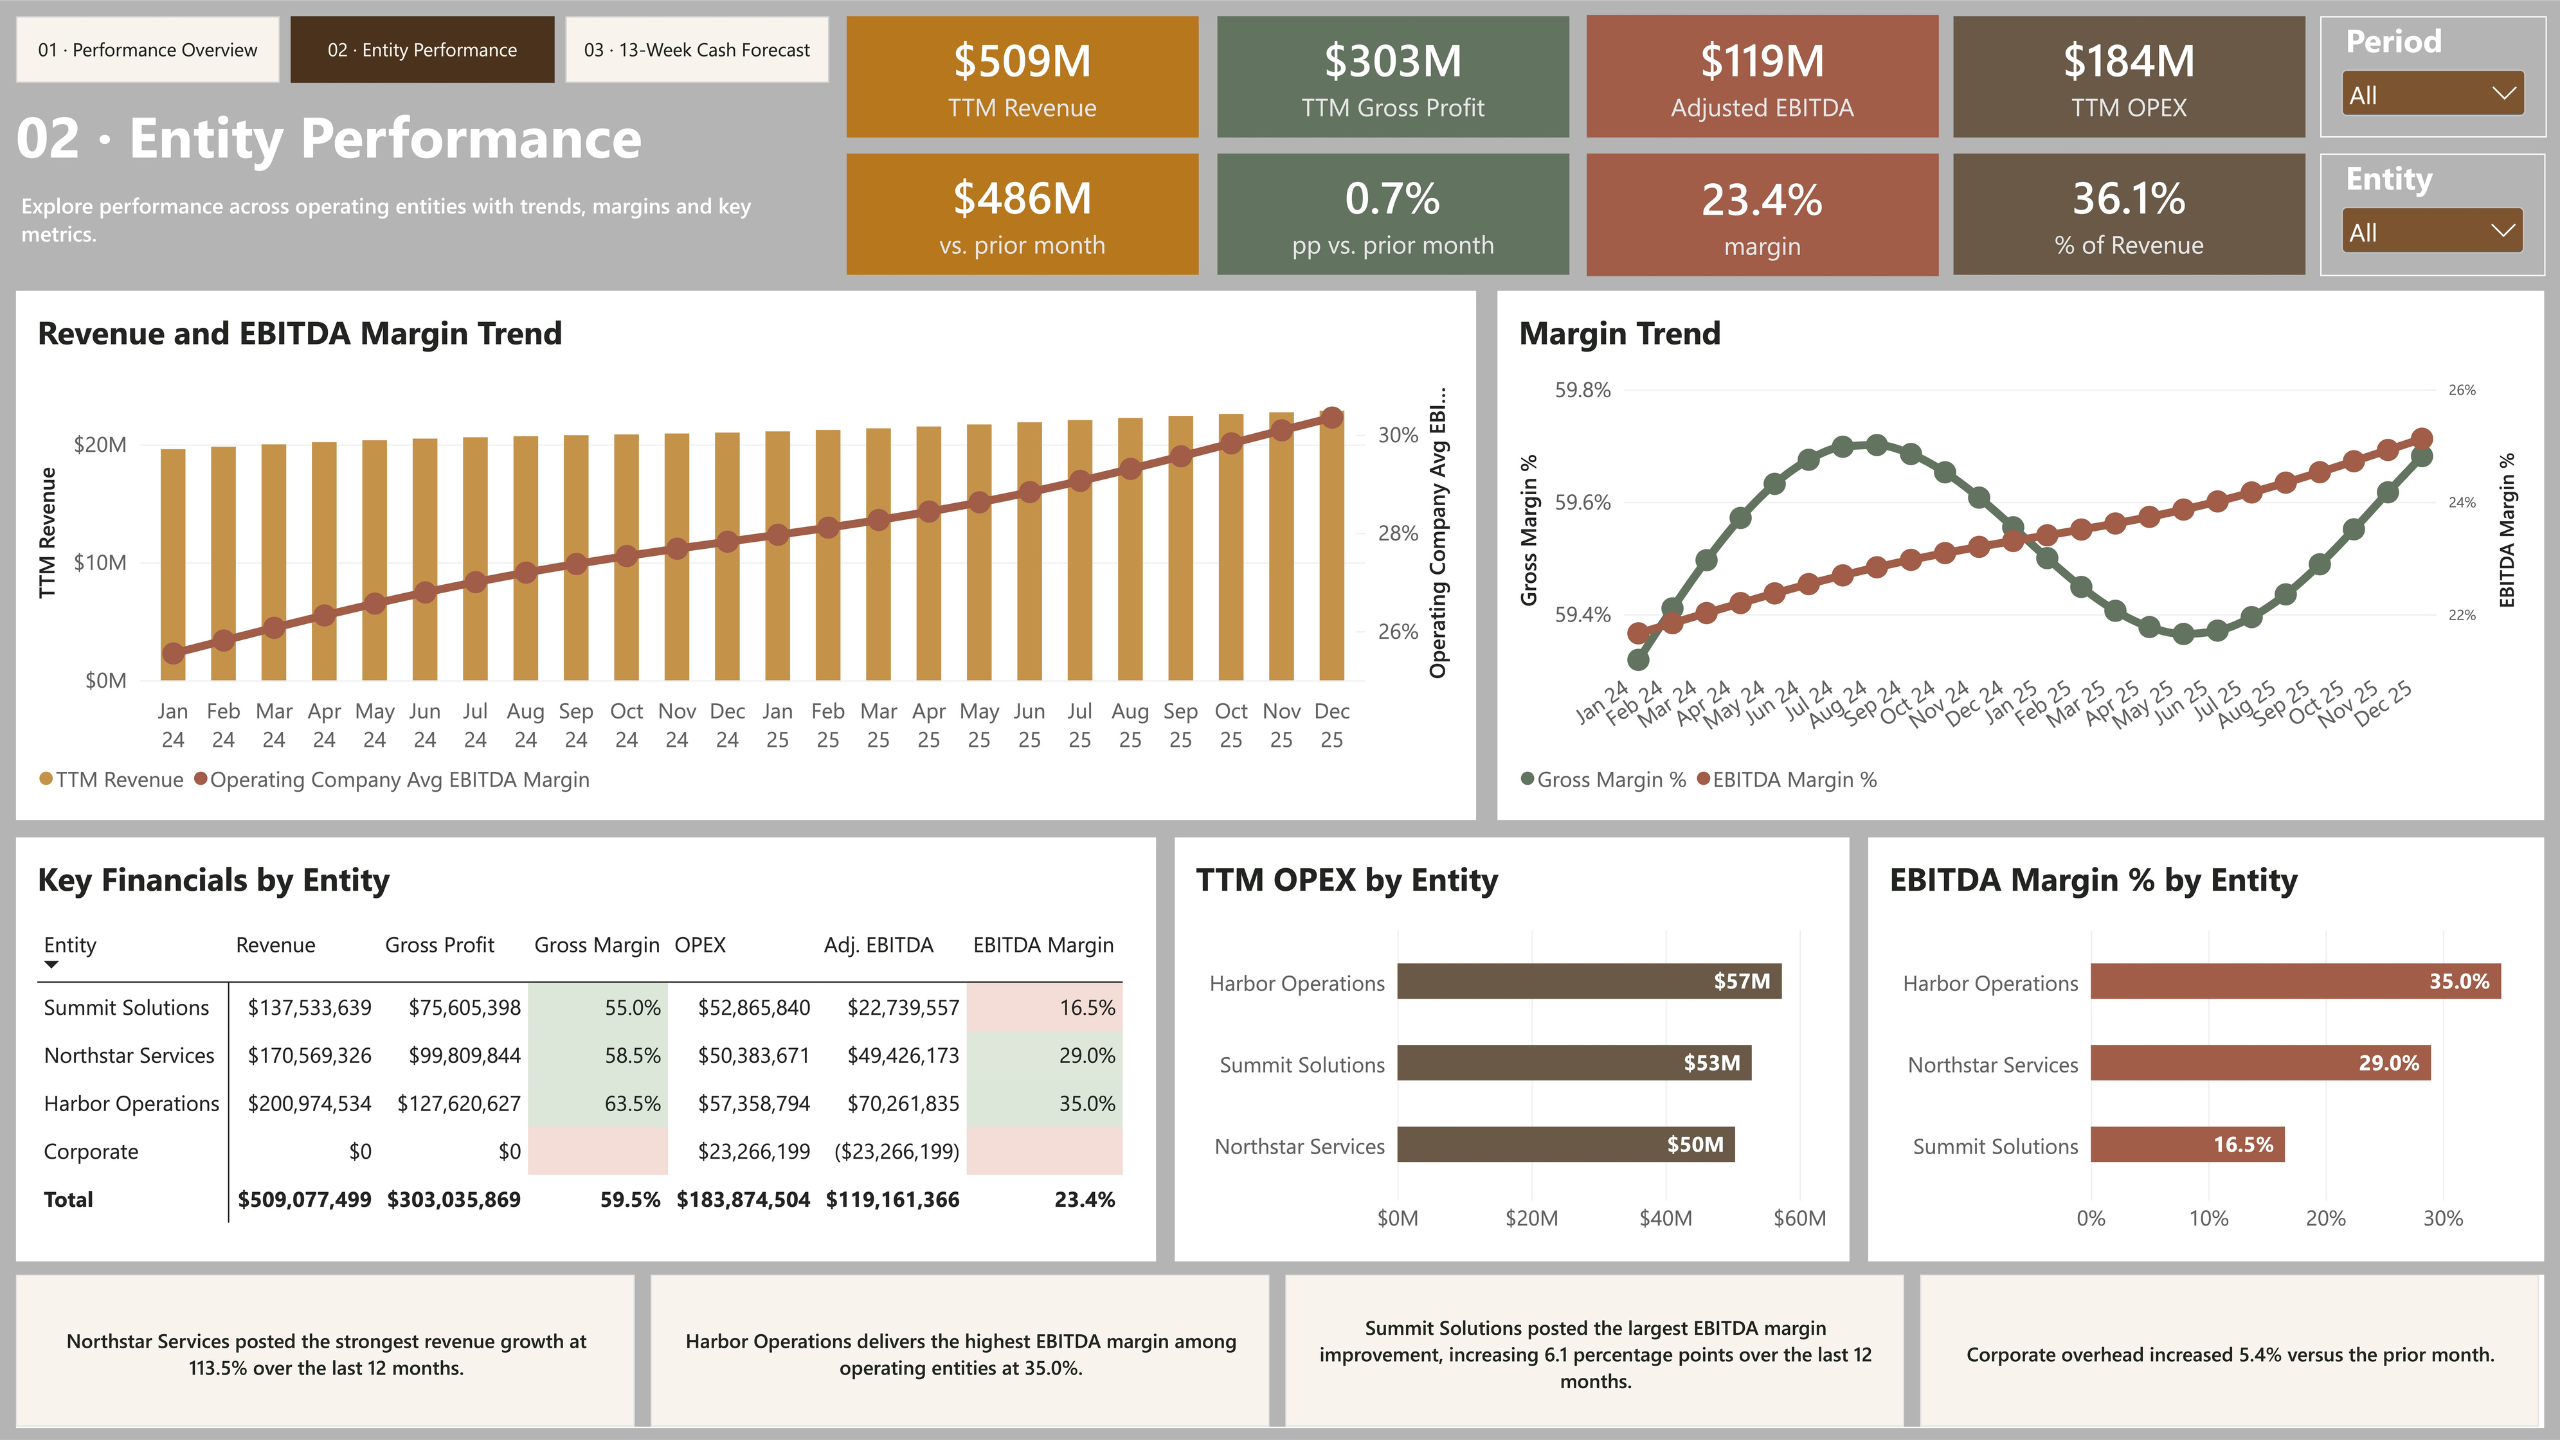 01 · Performance Overview
02 · Entity Performance
03 · 13-Week Cash Forecast
02 · Entity Performance
Explore performance across operating entities with trends, margins and key
metrics.
$509M
TTM Revenue
$303M
TTM Gross Profit
$119M
Adjusted EBITDA
$184M
TTM OPEX
$486M
vs. prior month
0.7%
pp vs. prior month
23.4%
margin
36.1%
% of Revenue
Period
All
Entity
All
Revenue and EBITDA Margin Trend
TTM Revenue
$20M
$10M
$0M
30%
28%
26%
Operating Company Avg EBI...
Jan Feb Mar Apr May Jun Jul Aug Sep Oct Nov Dec Jan Feb Mar Apr May Jun Jul Aug Sep Oct Nov Dec
24 24 24 24 24 24 24 24 24 24 24 24 25 25 25 25 25 25 25 25 25 25 25 25
TTM Revenue Operating Company Avg EBITDA Margin
Margin Trend
Gross Margin %
59.8%
59.6%
59.4%
26%
24%
22%
EBITDA Margin %
Jan 24 Feb 24 Mar 24 Apr 24 May 24 Jun 24 Jul 24 Aug 24 Sep 24 Oct 24 Nov 24 Dec 24 Jan 25 Feb 25 Mar 25 Apr 25 May 25 Jun 25 Jul 25 Aug 25 Sep 25 Oct 25 Nov 25 Dec 25
Gross Margin % EBITDA Margin %
Key Financials by Entity
Entity Revenue Gross Profit Gross Margin OPEX Adj. EBITDA EBITDA Margin
Summit Solutions $137,533,639 $75,605,398 55.0% $52,865,840 $22,739,557 16.5%
Northstar Services $170,569,326 $99,809,844 58.5% $50,383,671 $49,426,173 29.0%
Harbor Operations $200,974,534 $127,620,627 63.5% $57,358,794 $70,261,835 35.0%
Corporate $0 $0 $23,266,199 ($23,266,199)
Total $509,077,499 $303,035,869 59.5% $183,874,504 $119,161,366 23.4%
TTM OPEX by Entity
Harbor Operations $57M
Summit Solutions $53M
Northstar Services $50M
$0M $20M $40M $60M
EBITDA Margin % by Entity
Harbor Operations 35.0%
Northstar Services 29.0%
Summit Solutions 16.5%
0% 10% 20% 30%
Northstar Services posted the strongest revenue growth at
113.5% over the last 12 months.
Harbor Operations delivers the highest EBITDA margin among
operating entities at 35.0%.
Summit Solutions posted the largest EBITDA margin
improvement, increasing 6.1 percentage points over the last 12
months.
Corporate overhead increased 5.4% versus the prior month.